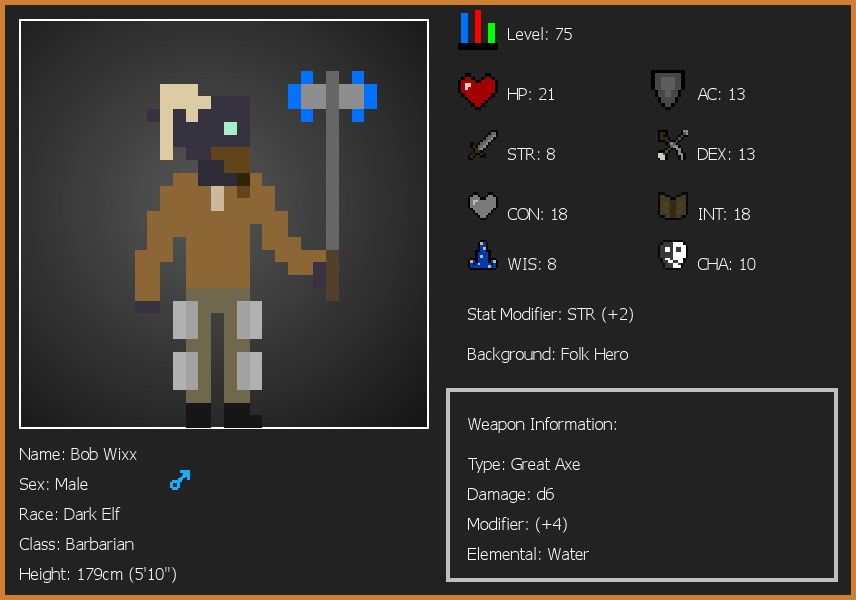 Level: 75
HP: 21
AC: 13
STR: 8
DEX: 13
CON: 18
INT: 18
WIS: 8
CHA: 10
Stat Modifier: STR (+2)
Background: Folk Hero
Weapon Information:
Type: Great Axe
Damage: d6
Modifier: (+4)
Elemental: Water
Name: Bob Wixx
Sex: Male
Race: Dark Elf
Class: Barbarian
Height: 179cm (5'10")